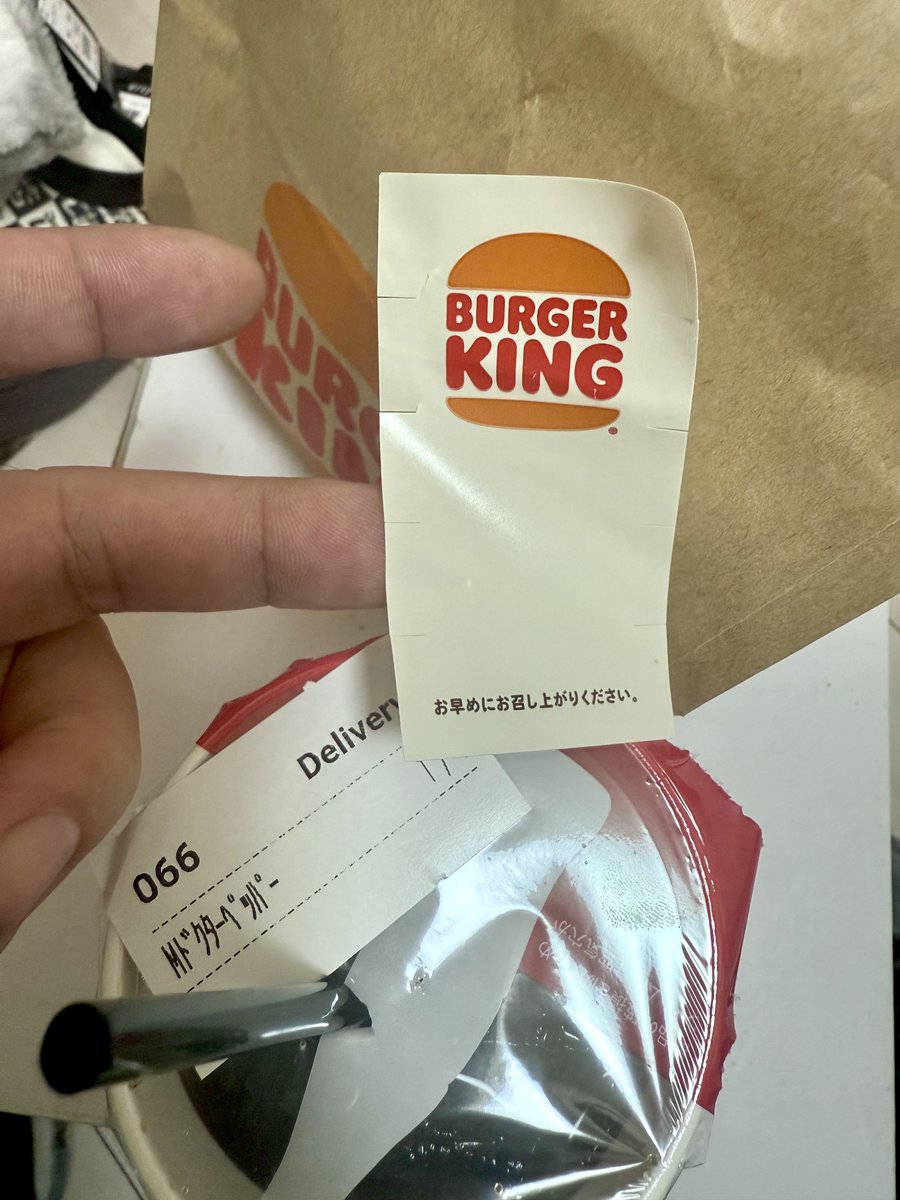 BURGER
KING
お早めにお召し上がりください。
Delivery
066
Mﾄﾞｸﾀｰﾍﾟｯﾊﾟｰ